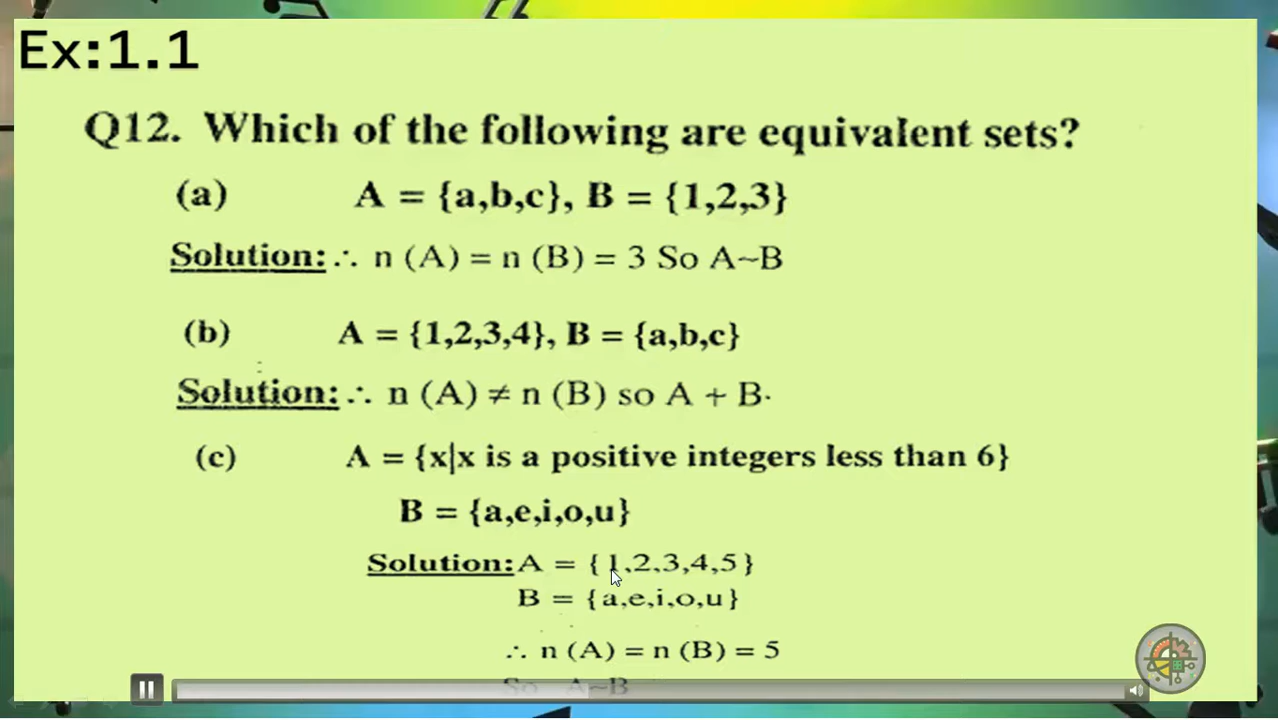 Ex:1.1
Q12. Which of the following are equivalent sets?
(a) A = {a,b,c}, B = {1,2,3}
Solution: ∴ n (A) = n (B) = 3 So A~B
(b) A = {1,2,3,4}, B = {a,b,c}
Solution: ∴ n (A) ≠ n (B) so A + B.
(c) A = {x|x is a positive integers less than 6}
B = {a,e,i,o,u}
Solution: A = {1,2,3,4,5}
B = {a,e,i,o,u}
∴ n (A) = n (B) = 5
So A~B